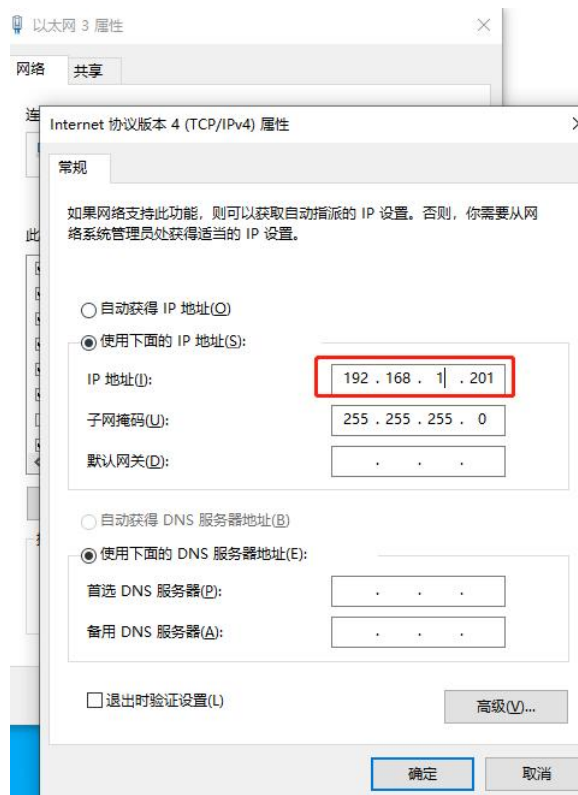 以太网 3 属性
网络
共享
连
Internet 协议版本 4 (TCP/IPv4) 属性
常规
如果网络支持此功能，则可以获取自动指派的 IP 设置。否则，你需要从网
络系统管理员处获得适当的 IP 设置。
此
自动获得 IP 地址(O)
使用下面的 IP 地址(S):
IP 地址(I):
192 . 168 . 1 . 201
子网掩码(U):
255 . 255 . 255 . 0
默认网关(D):
. . .
自动获得 DNS 服务器地址(B)
使用下面的 DNS 服务器地址(E):
首选 DNS 服务器(P):
. . .
备用 DNS 服务器(A):
. . .
退出时验证设置(L)
高级(V)...
确定
取消